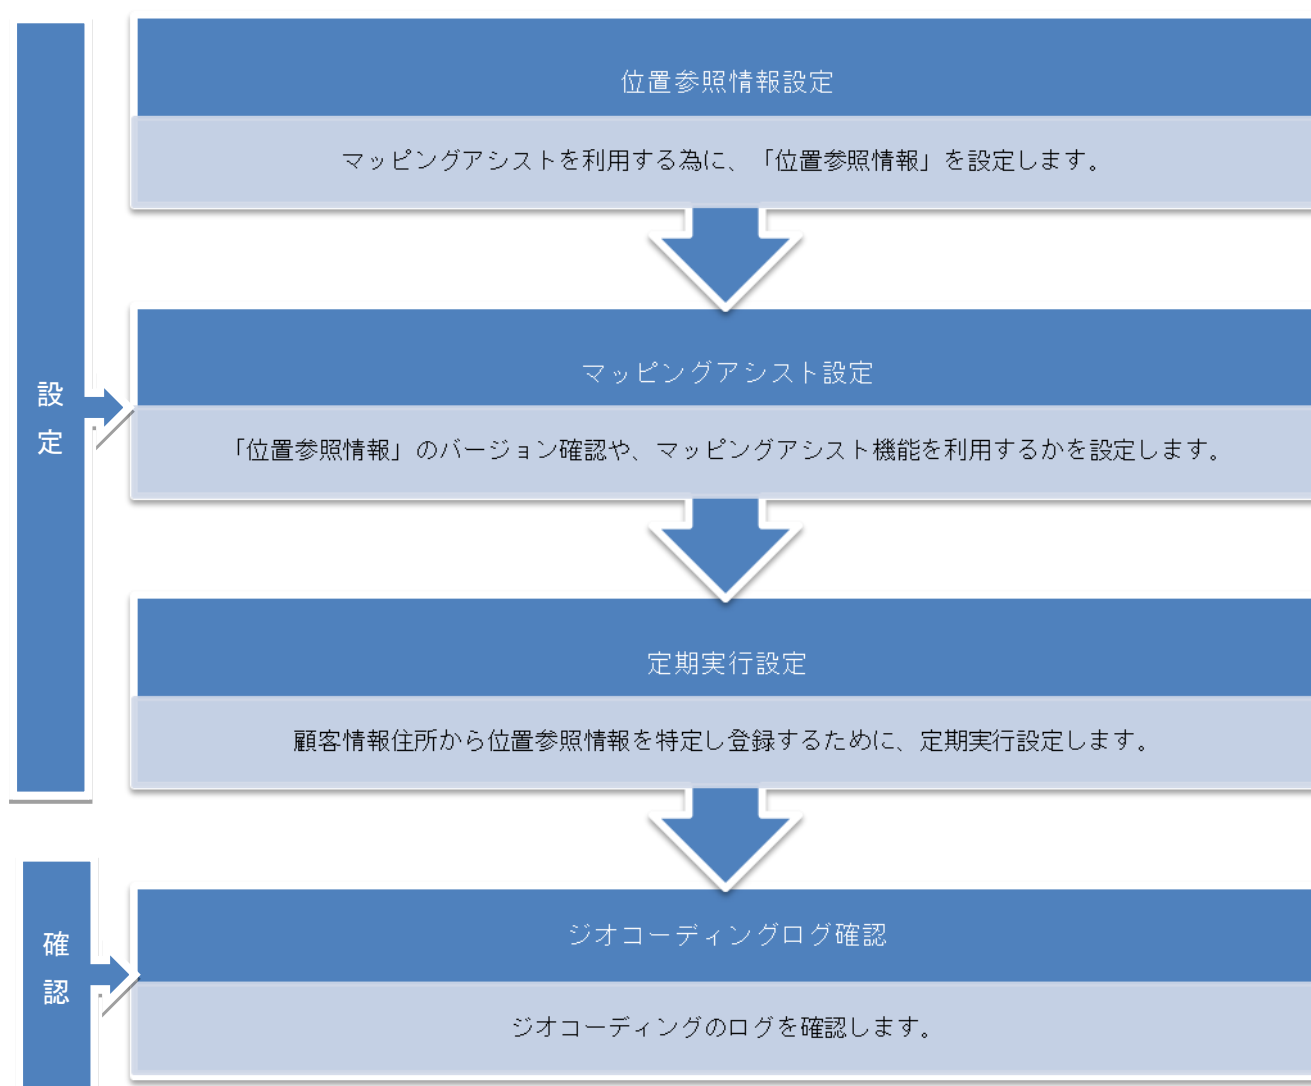 設定
位置参照情報設定
マッピングアシストを利用する為に、「位置参照情報」を設定します。
マッピングアシスト設定
「位置参照情報」のバージョン確認や、マッピングアシスト機能を利用するかを設定します。
定期実行設定
顧客情報住所から位置参照情報を特定し登録するために、定期実行設定します。
確認
ジオコーディングログ確認
ジオコーディングのログを確認します。